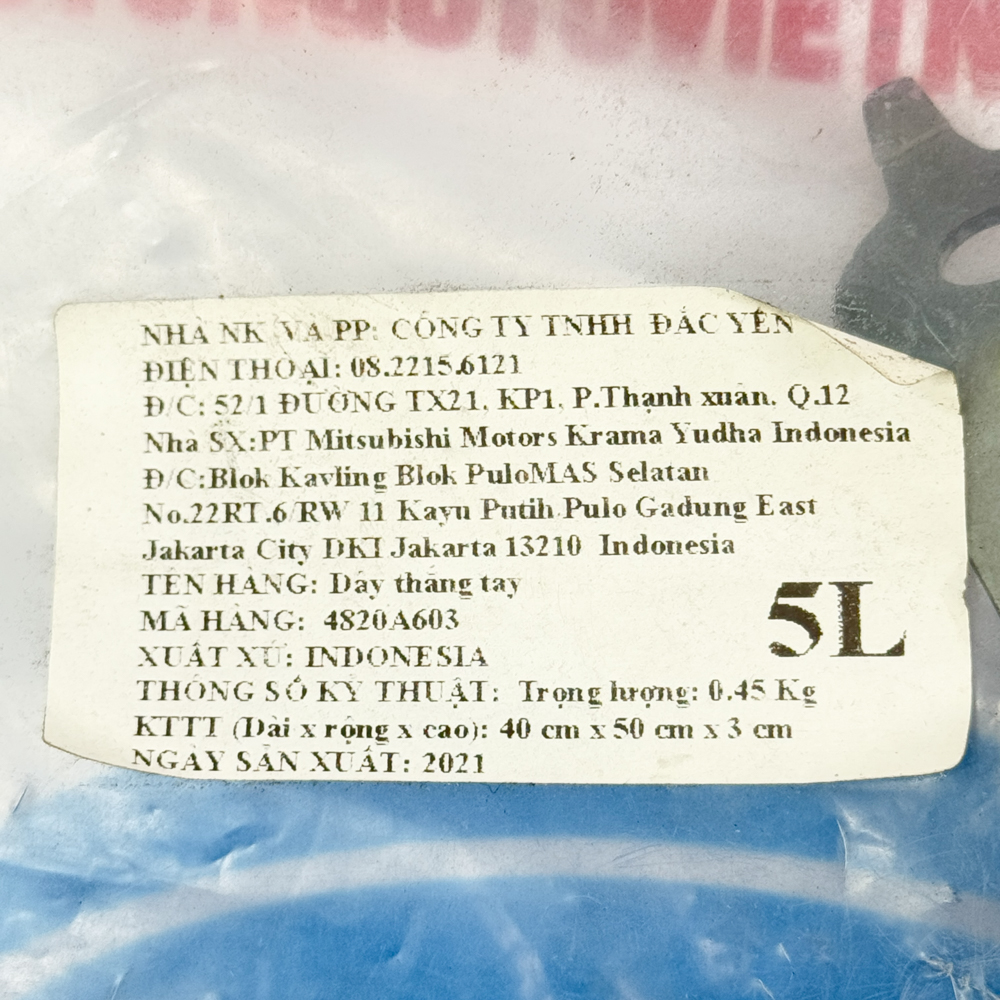 NHÀ NK VÀ PP: CÔNG TY TNHH ĐẮC YẾN
ĐIỆN THOẠI: 08.2215.6121
Đ/C: 52/1 ĐƯỜNG TX21, KP1, P.Thạnh xuân, Q.12
Nhà SX:PT Mitsubishi Motors Krama Yudha Indonesia
Đ/C:Blok Kavling Blok PuloMAS Selatan
No.22RT.6/RW 11 Kayu Putih Pulo Gadung East
Jakarta City DKI Jakarta 13210 Indonesia
TÊN HÀNG: Dây thắng tay
MÃ HÀNG: 4820A603
5L
XUẤT XỨ: INDONESIA
THÔNG SỐ KỸ THUẬT: Trọng lượng: 0.45 Kg
KTTT (Dài x rộng x cao): 40 cm x 50 cm x 3 cm
NGÀY SẢN XUẤT: 2021